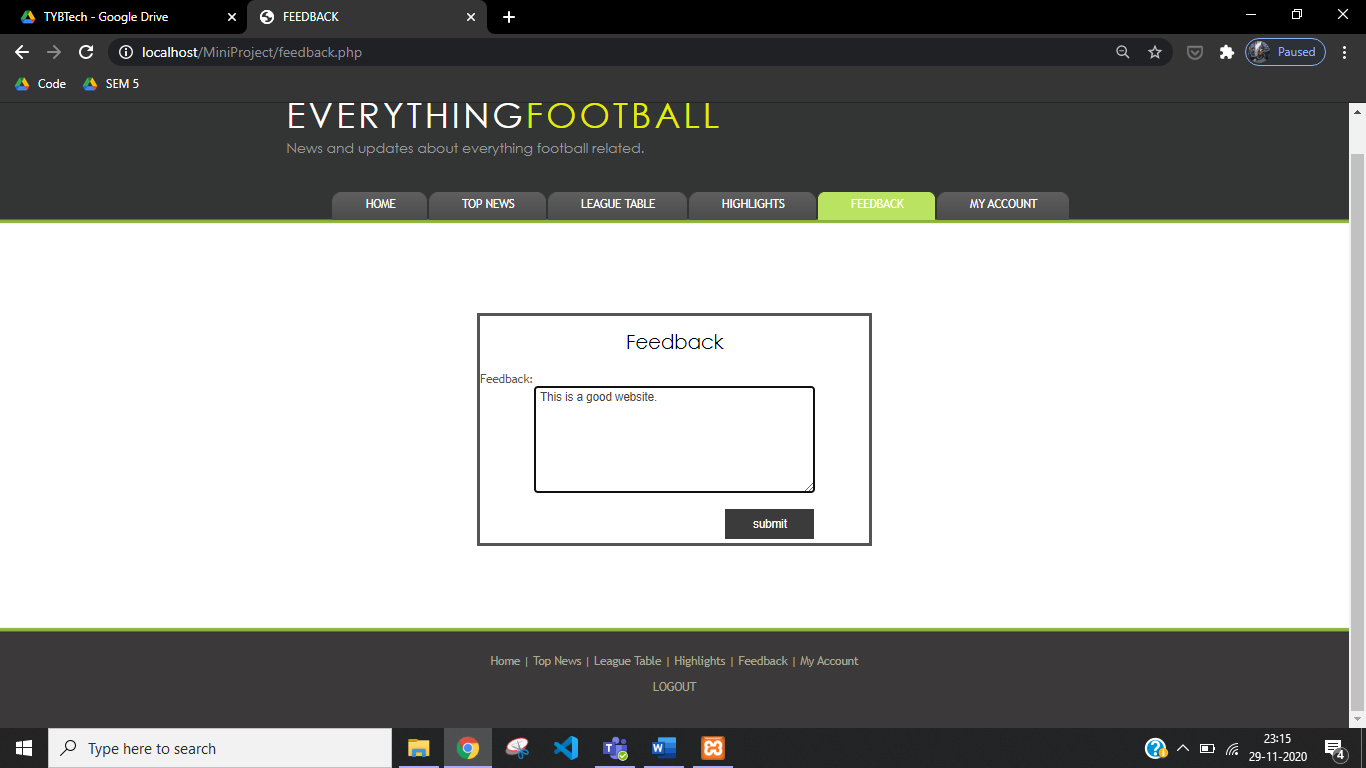 TYBTech - Google Drive
FEEDBACK
localhost/MiniProject/feedback.php
Paused
Code
SEM 5
EVERYTHINGFOOTBALL
News and updates about everything football related.
HOME TOP NEWS LEAGUE TABLE HIGHLIGHTS FEEDBACK MY ACCOUNT
Feedback
Feedback:
This is a good website.
submit
Home | Top News | League Table | Highlights | Feedback | My Account
LOGOUT
Type here to search
23:15
29-11-2020
4